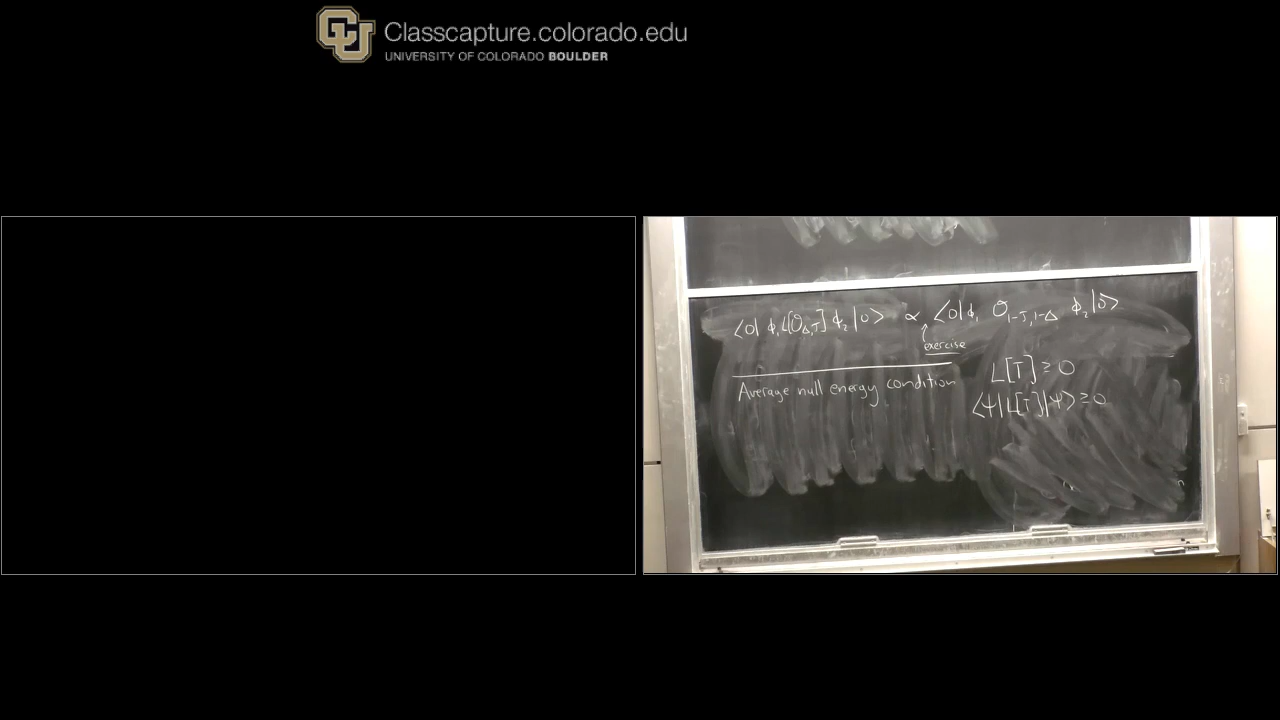 Classcapture.colorado.edu
UNIVERSITY OF COLORADO BOULDER
⟨0| ϕ₁ L[O_{Δ,J}] ϕ₂ |0⟩ ∝ ⟨0| ϕ₁ O_{1-J,1-Δ} ϕ₂ |0⟩
exercise
Average null energy condition L[T] ≥ 0
⟨Ψ|L[T]|Ψ⟩ ≥ 0